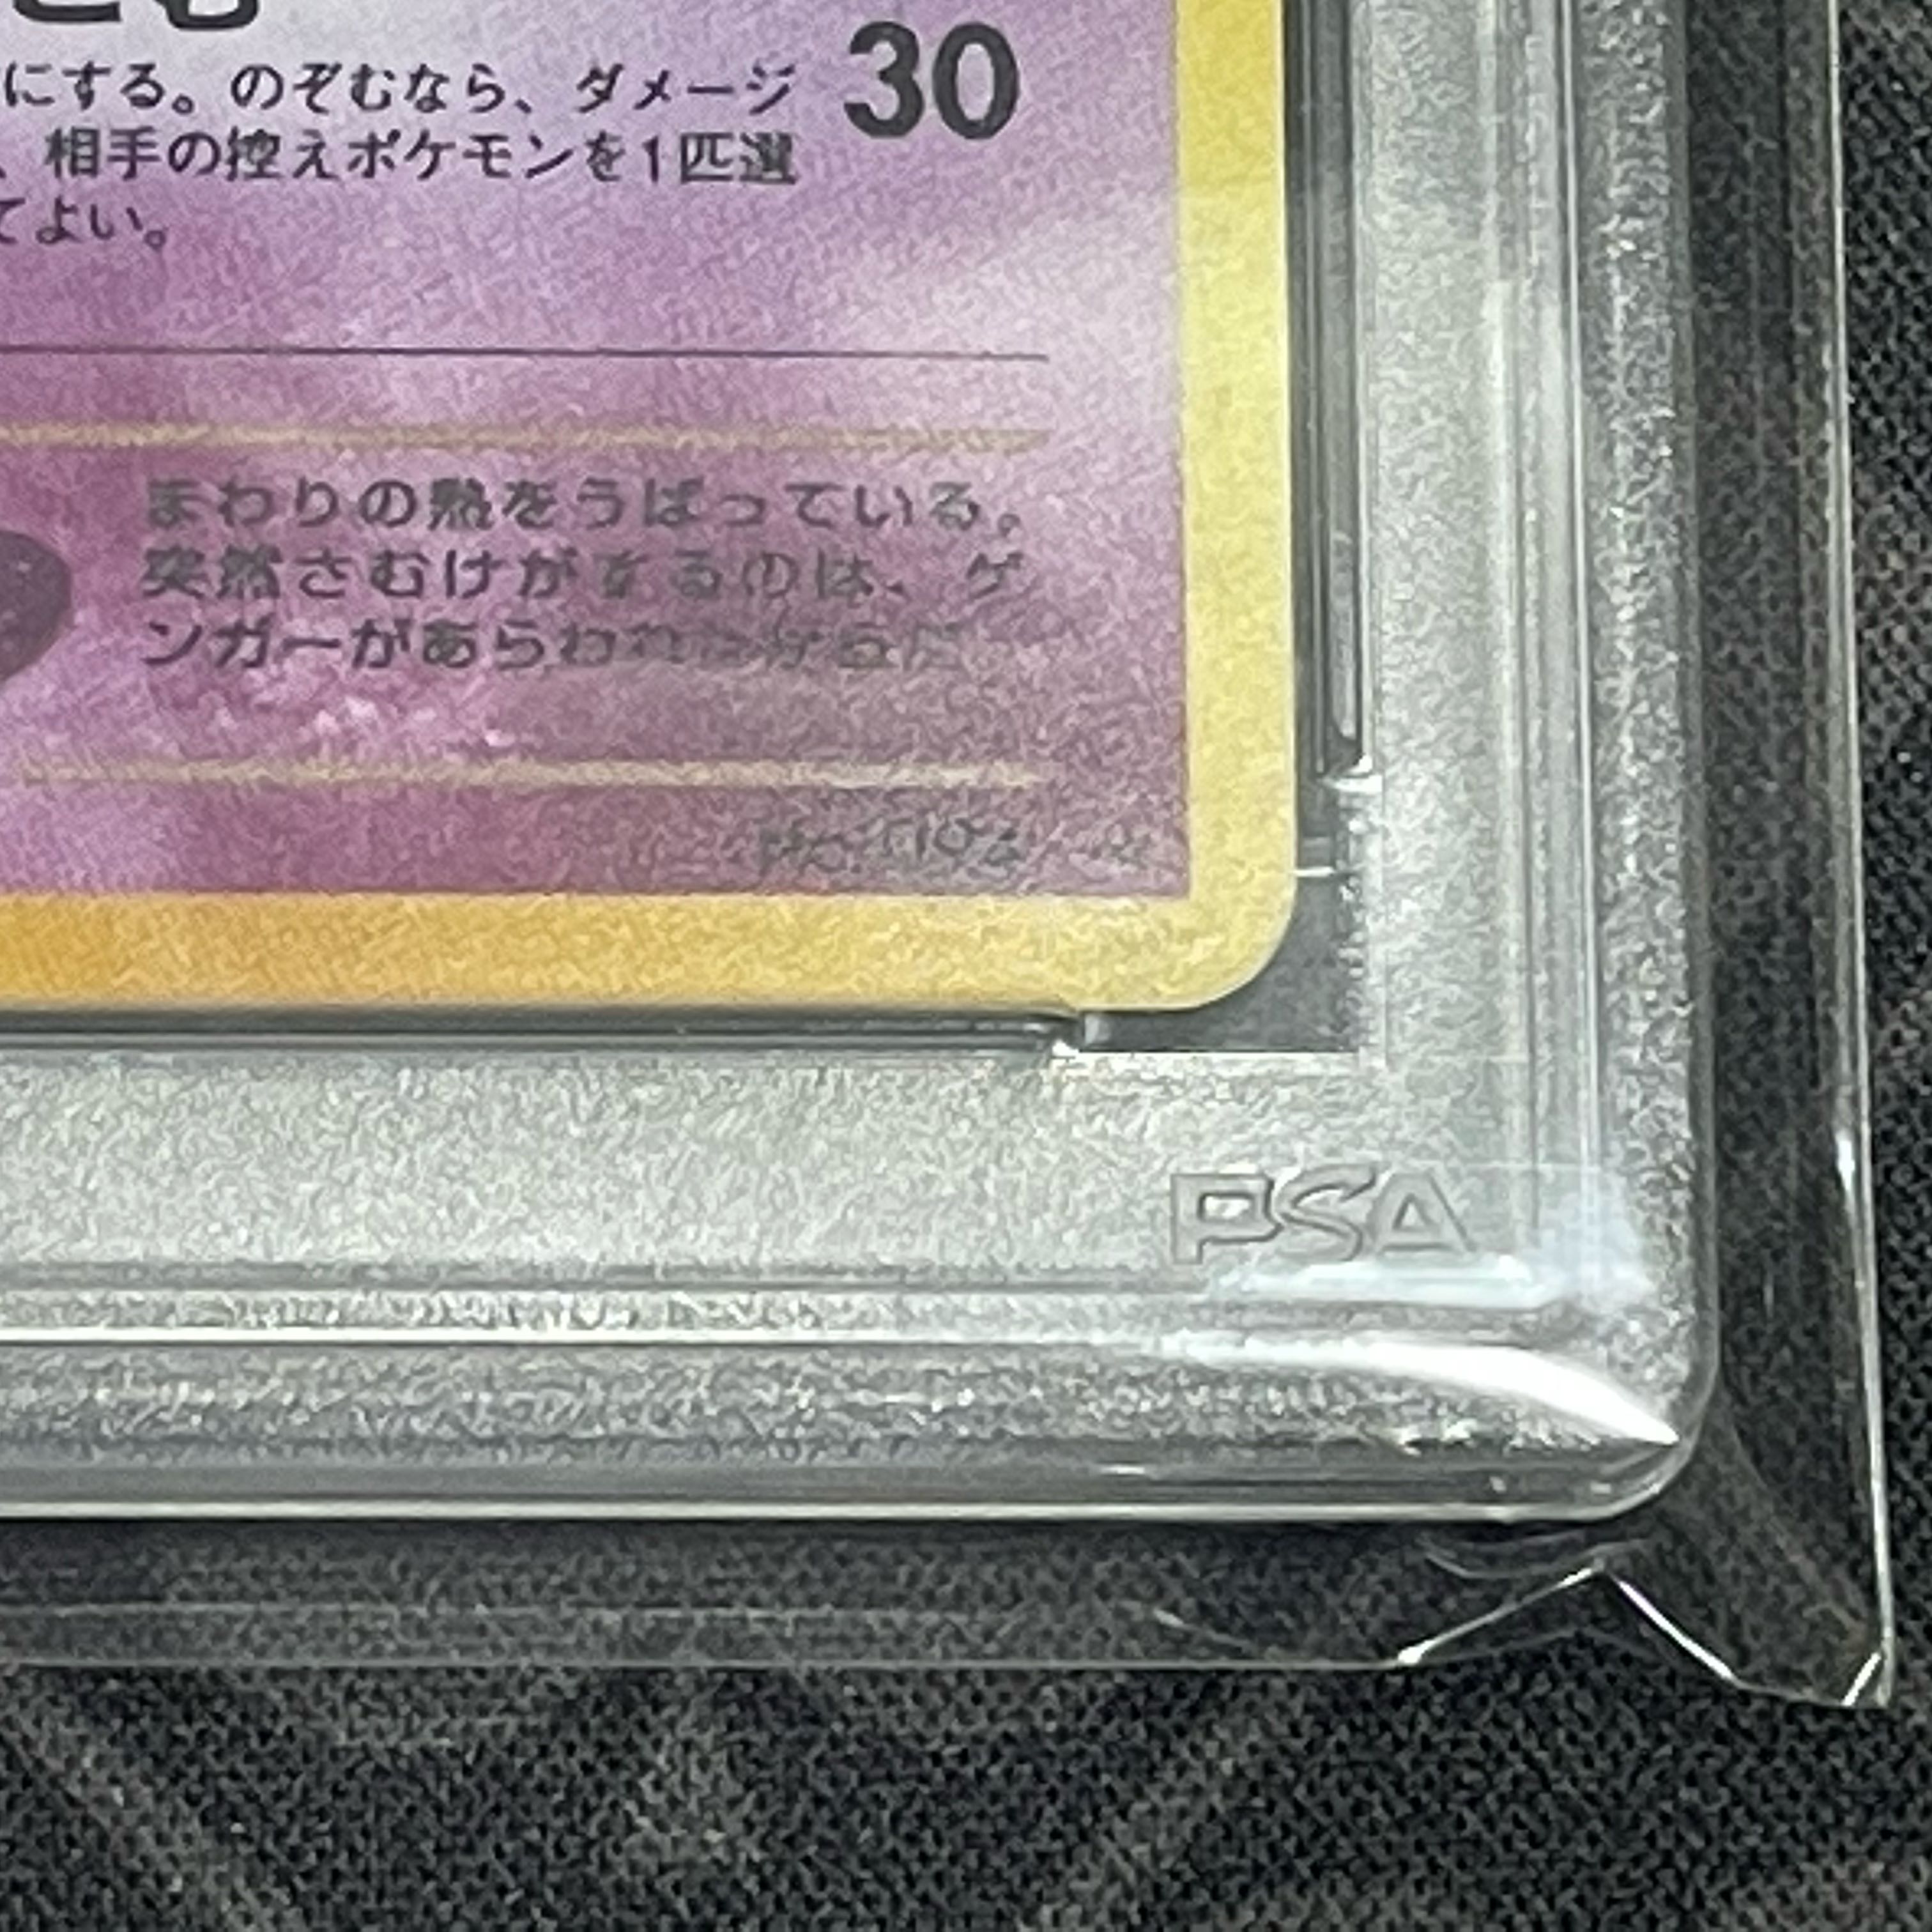 にする。のぞむなら、ダメージ 30
、相手の控えポケモンを1匹選
てよい。
まわりの熱をうばっている。
突然さむけがするのは、ゲ
ンガーがあらわれたからだ
PSA